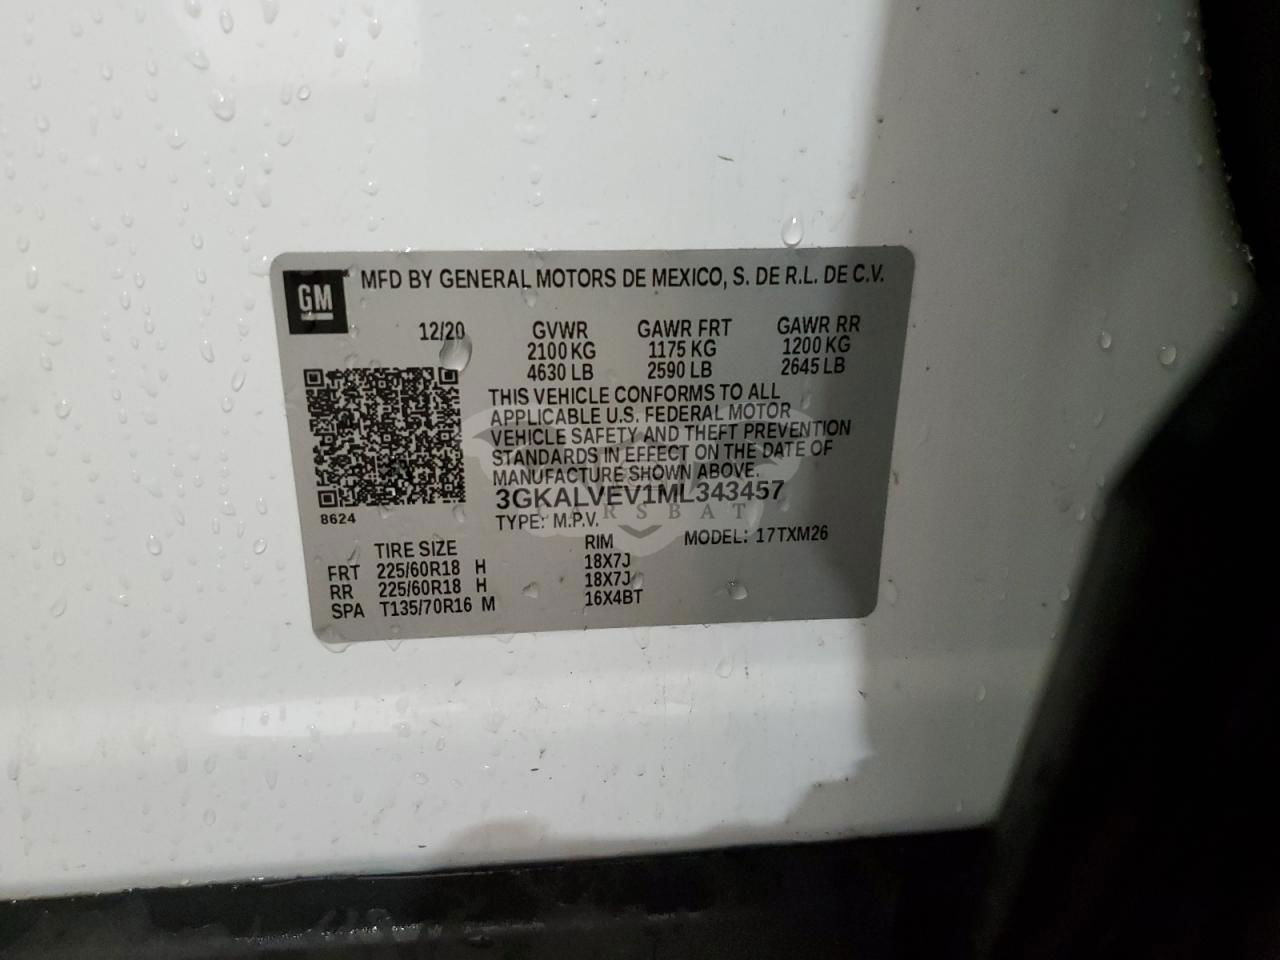 GM
MFD BY GENERAL MOTORS DE MEXICO, S. DE R.L. DE C.V.
12/20 GVWR GAWR FRT GAWR RR
2100 KG 1175 KG 1200 KG
4630 LB 2590 LB 2645 LB
THIS VEHICLE CONFORMS TO ALL
APPLICABLE U.S. FEDERAL MOTOR
VEHICLE SAFETY AND THEFT PREVENTION
STANDARDS IN EFFECT ON THE DATE OF
MANUFACTURE SHOWN ABOVE.
3GKALVEV1ML343457
CARSBAT
8624
TYPE: M.P.V.
MODEL: 17TXM26
TIRE SIZE RIM
FRT 225/60R18 H 18X7J
RR 225/60R18 H 18X7J
SPA T135/70R16 M 16X4BT